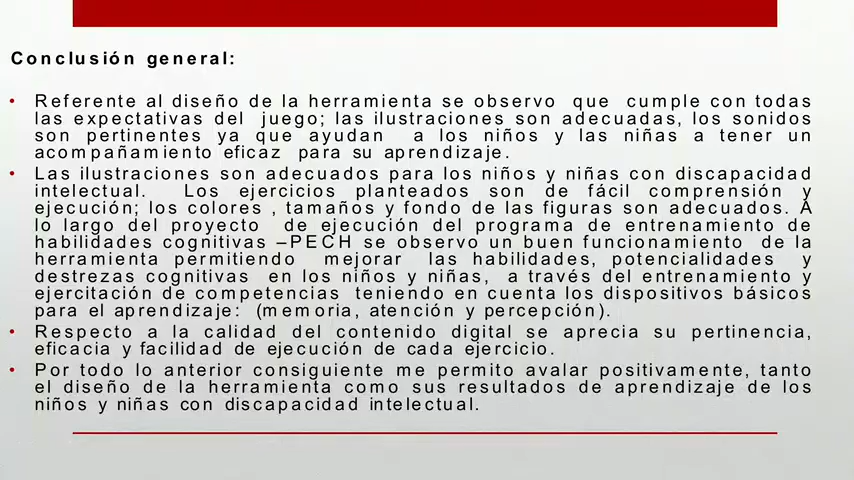 Conclusión general:
• Referente al diseño de la herramienta se observo que cumple con todas
las expectativas del juego; las ilustraciones son adecuadas, los sonidos
son pertinentes ya que ayudan a los niños y las niñas a tener un
acompañamiento eficaz para su aprendizaje.
• Las ilustraciones son adecuados para los niños y niñas con discapacidad
intelectual. Los ejercicios planteados son de fácil comprensión y
ejecución; los colores , tamaños y fondo de las figuras son adecuados. A
lo largo del proyecto de ejecución del programa de entrenamiento de
habilidades cognitivas –PECH se observo un buen funcionamiento de la
herramienta permitiendo mejorar las habilidades, potencialidades y
destrezas cognitivas en los niños y niñas, a través del entrenamiento y
ejercitación de competencias teniendo en cuenta los dispositivos básicos
para el aprendizaje: (memoria, atención y percepción).
• Respecto a la calidad del contenido digital se aprecia su pertinencia,
eficacia y facilidad de ejecución de cada ejercicio.
• Por todo lo anterior consiguiente me permito avalar positivamente, tanto
el diseño de la herramienta como sus resultados de aprendizaje de los
niños y niñas con discapacidad intelectual.